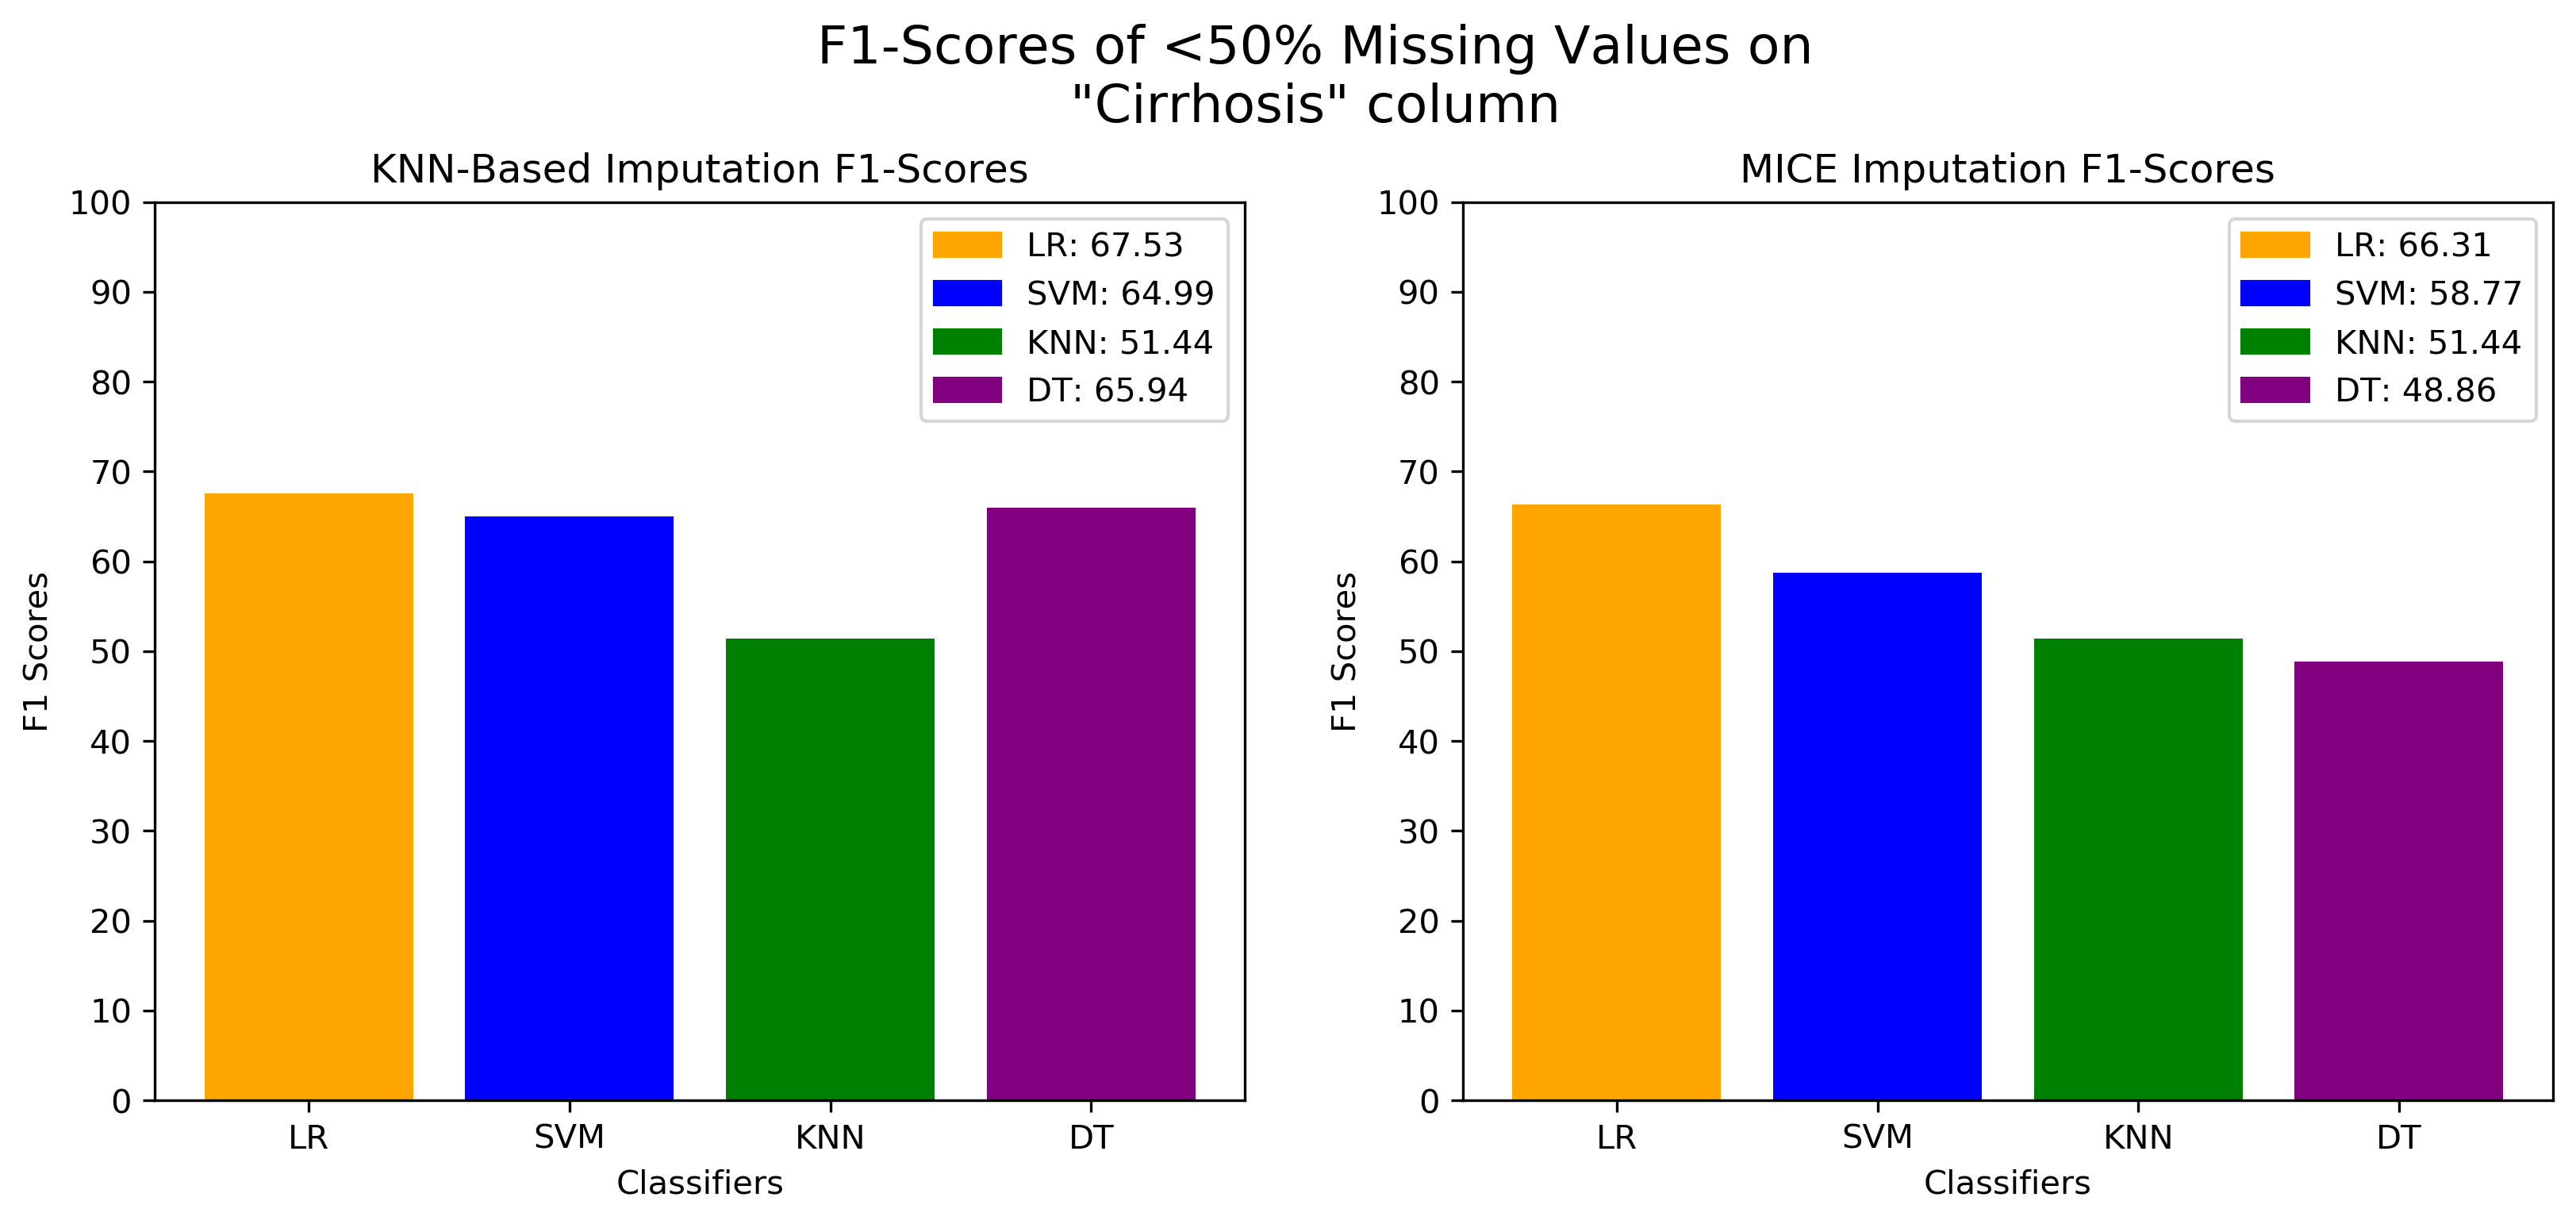 F1-Scores of <50% Missing Values on
"Cirrhosis" column
KNN-Based Imputation F1-Scores
100
90
80
70
60
50
40
30
20
10
0
F1 Scores
LR: 67.53
SVM: 64.99
KNN: 51.44
DT: 65.94
LR
SVM
KNN
DT
Classifiers
MICE Imputation F1-Scores
100
90
80
70
60
50
40
30
20
10
0
F1 Scores
LR: 66.31
SVM: 58.77
KNN: 51.44
DT: 48.86
LR
SVM
KNN
DT
Classifiers